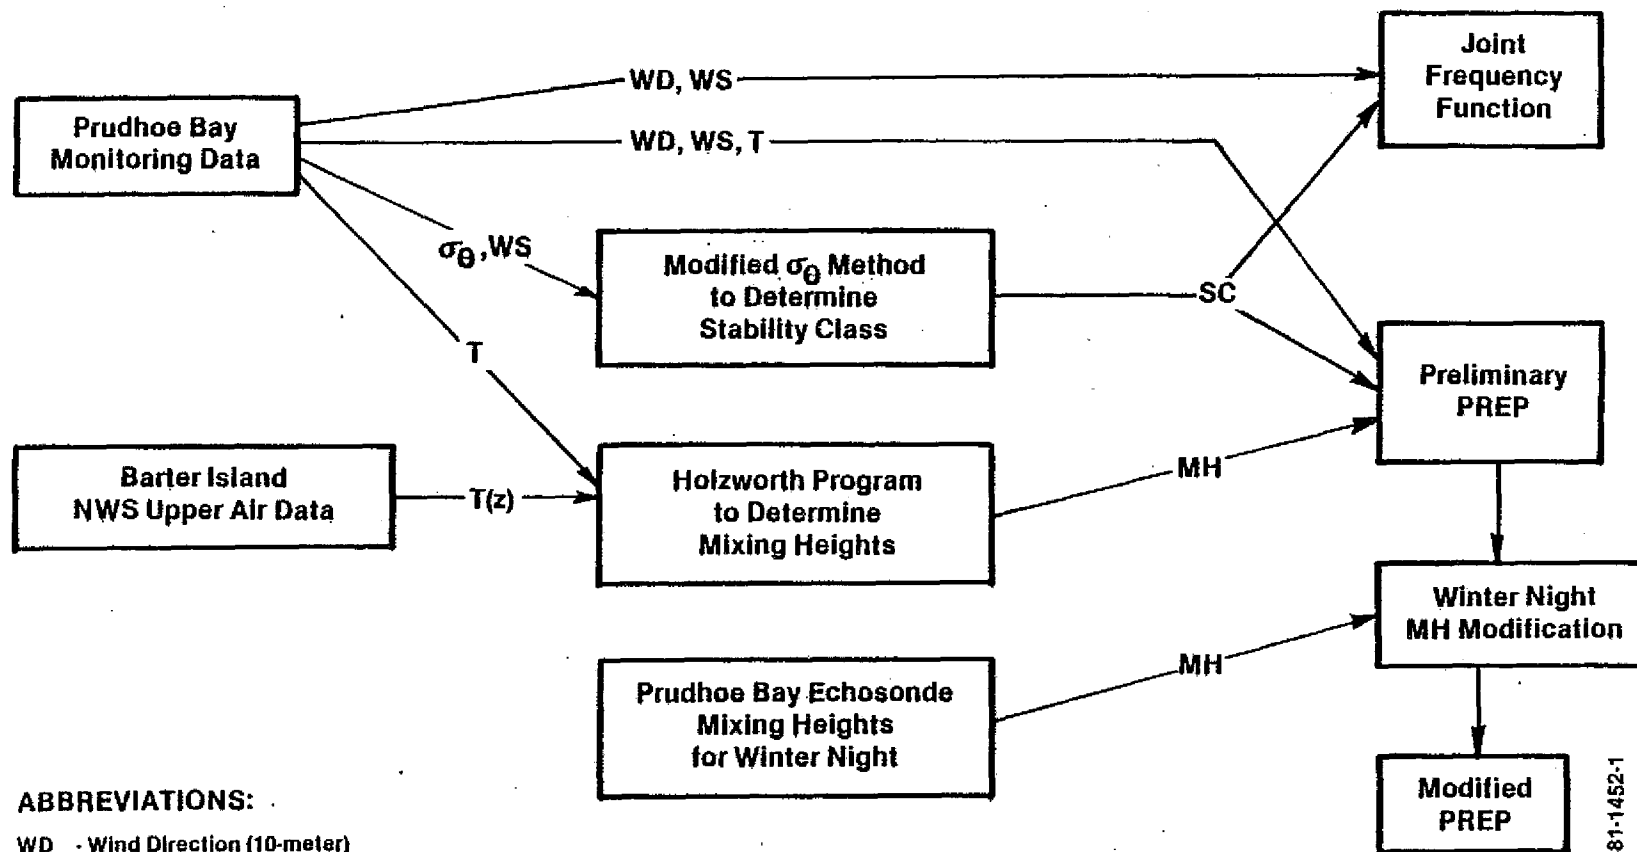 Joint
Frequency
Function
WD, WS
Prudhoe Bay
Monitoring Data
WD, WS, T
σθ,WS
Modified σθ Method
to Determine
Stability Class
SC
T
Preliminary
PREP
Barter Island
NWS Upper Air Data
T(z)
Holzworth Program
to Determine
Mixing Heights
MH
Winter Night
MH Modification
MH
Prudhoe Bay Echosonde
Mixing Heights
for Winter Night
Modified
PREP
81-1452-1
ABBREVIATIONS:
WD - Wind Direction (10-meter)